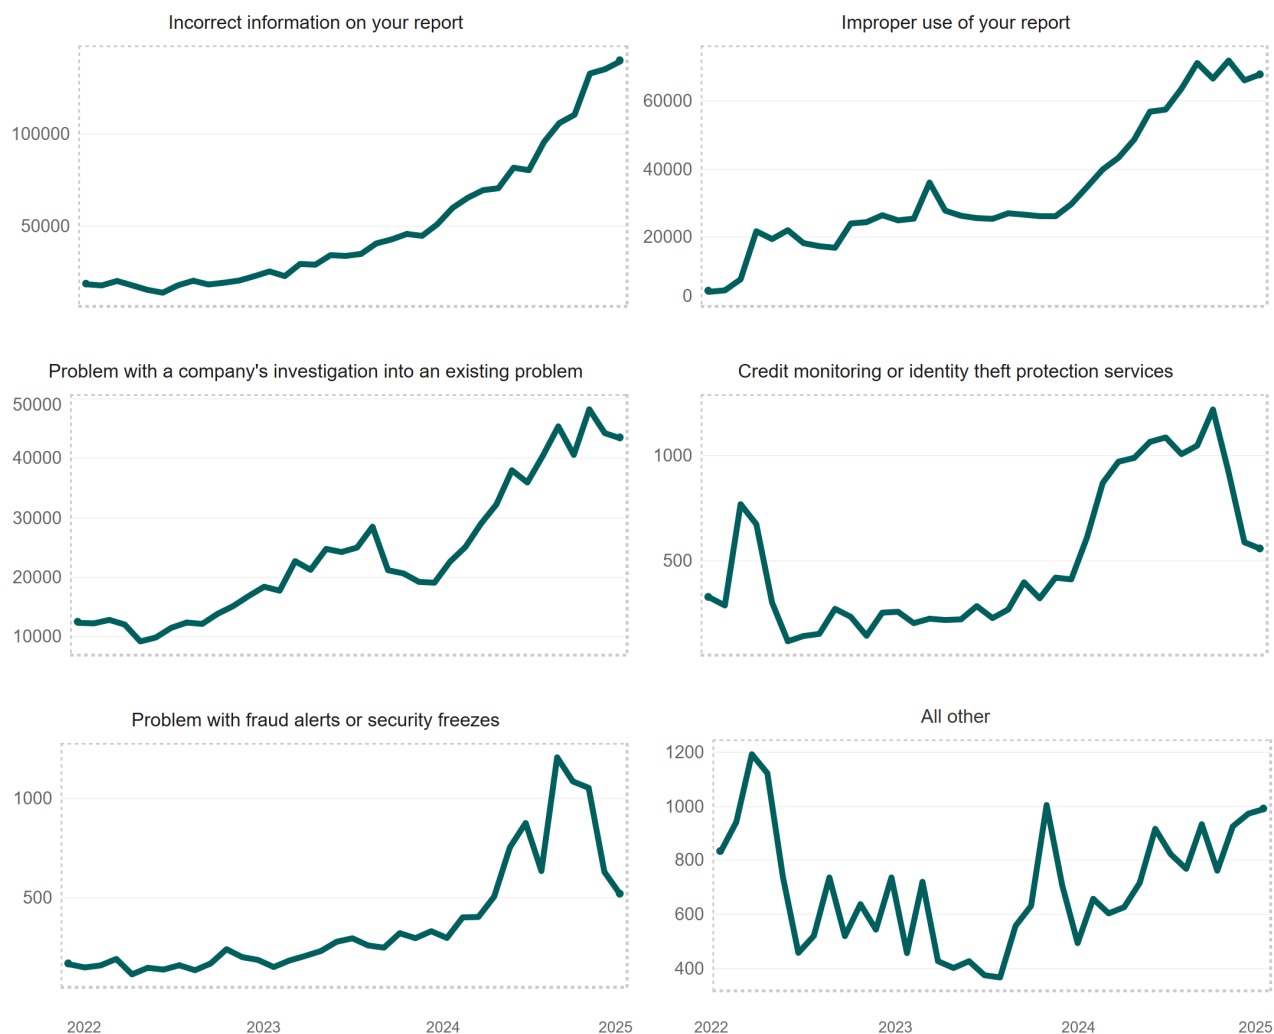 Incorrect information on your report
100000
50000
Improper use of your report
60000
40000
20000
0
Problem with a company's investigation into an existing problem
50000
40000
30000
20000
10000
Credit monitoring or identity theft protection services
1000
500
Problem with fraud alerts or security freezes
1000
500
All other
1200
1000
800
600
400
2022 2023 2024 2025
2022 2023 2024 2025